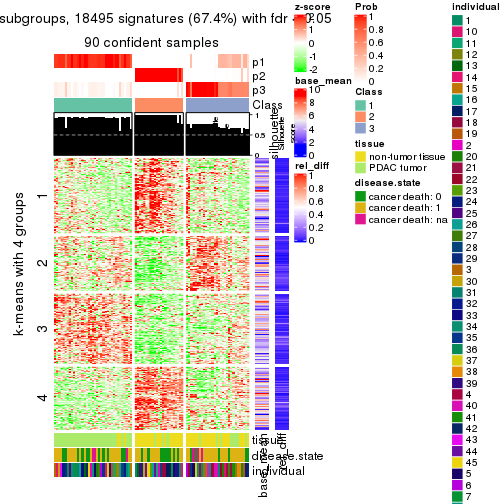 subgroups, 18495 signatures (67.4%) with fdr < 0.05
90 confident samples
p1
p2
p3
Class
1
0.5
0
silhouette
score
k-means with 4 groups
1
2
3
4
tissue
disease.state
individual
base_mean
rel_diff
z-score
2
1
0
-1
-2
base_mean
10
8
6
4
2
0
rel_diff
1
0.8
0.6
0.4
0.2
0
Prob
1
0.8
0.6
0.4
0.2
0
Class
1
2
3
tissue
non-tumor tissue
PDAC tumor
disease.state
cancer death: 0
cancer death: 1
cancer death: na
individual
1
10
11
12
13
14
15
16
17
18
19
2
20
21
22
23
24
25
26
27
28
29
3
30
31
32
33
34
35
36
37
38
39
4
40
41
42
43
44
45
5
6
7